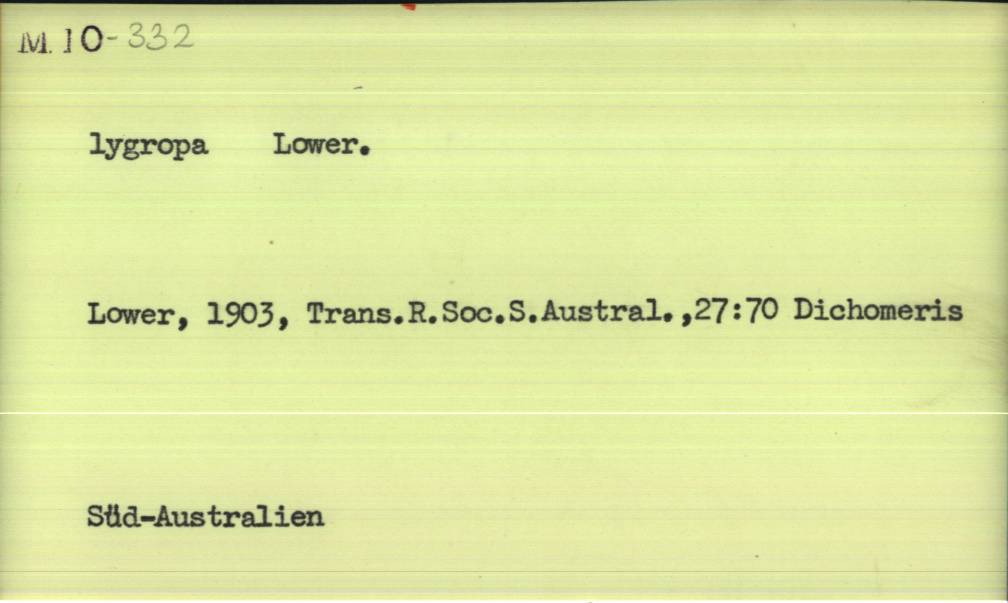 M.10-332
lygropa Lower.
Lower, 1903, Trans.R.Soc.S.Austral.,27:70 Dichomeris
Süd-Australien